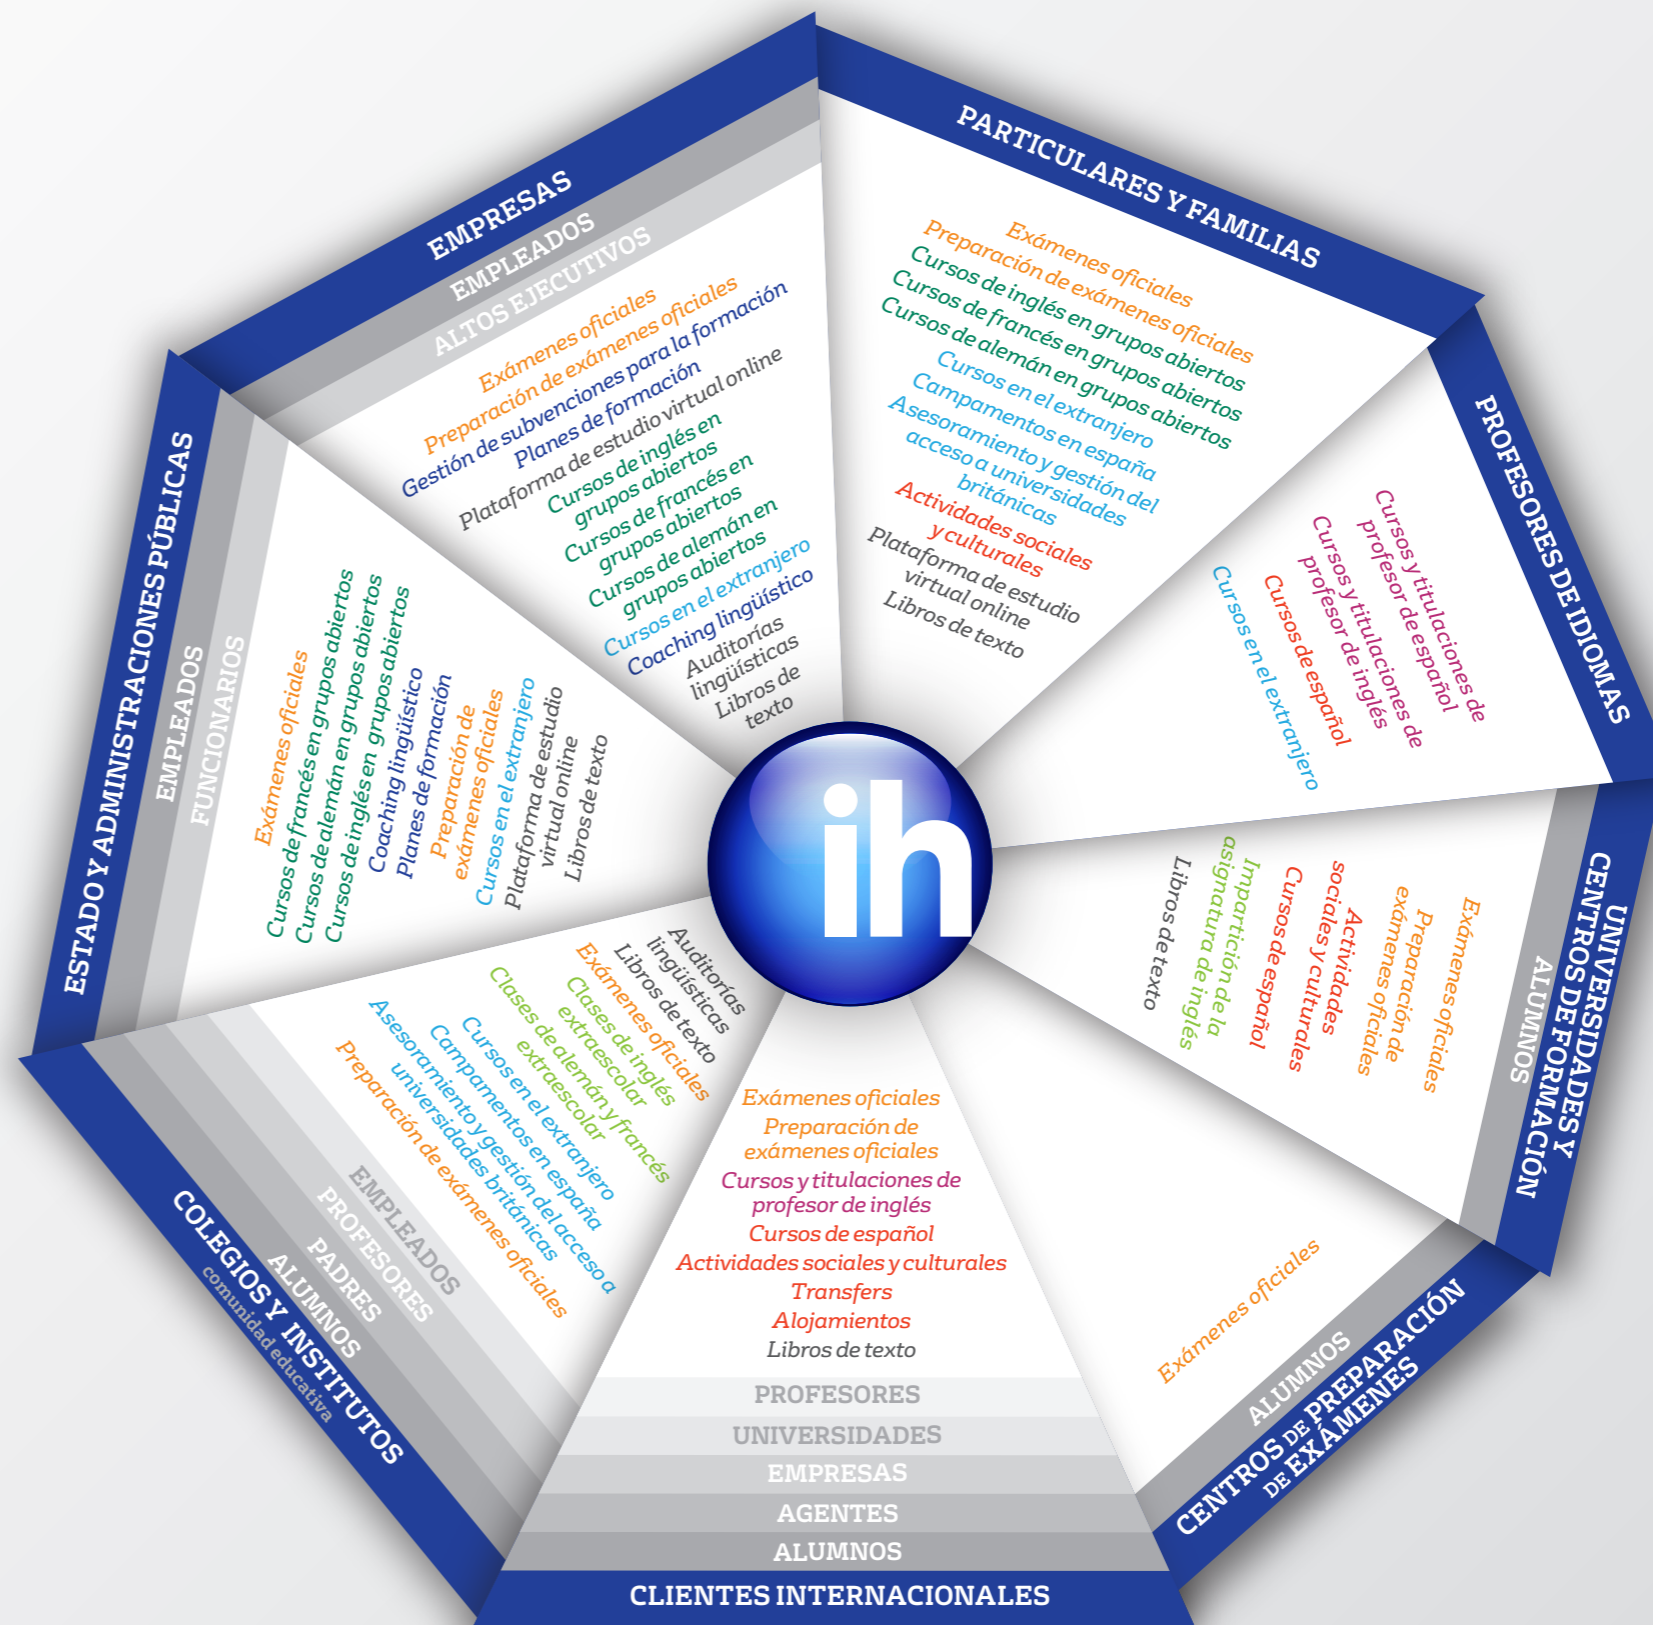 EMPRESAS
EMPLEADOS
ALTOS EJECUTIVOS
Exámenes oficiales
Preparación de exámenes oficiales
Gestión de subvenciones para la formación
Planes de formación
Plataforma de estudio virtual online
Cursos de inglés en
grupos abiertos
Cursos de francés en
grupos abiertos
Cursos de alemán en
grupos abiertos
Cursos en el extranjero
Coaching lingüístico
Auditorías
lingüísticas
Libros de
texto
PARTICULARES Y FAMILIAS
Exámenes oficiales
Preparación de exámenes oficiales
Cursos de inglés en grupos abiertos
Cursos de francés en grupos abiertos
Cursos de alemán en grupos abiertos
Cursos en el extranjero
Campamentos en españa
Asesoramiento y gestión del
acceso a universidades
británicas
Actividades sociales
y culturales
Plataforma de estudio
virtual online
Libros de texto
PROFESORES DE IDIOMAS
Cursos y titulaciones de
profesor de español
Cursos y titulaciones de
profesor de inglés
Cursos de español
Cursos en el extranjero
UNIVERSIDADES Y
CENTROS DE FORMACIÓN
ALUMNOS
Exámenes oficiales
Preparación de
exámenes oficiales
Actividades
sociales y culturales
Cursos de español
Impartición de la
asignatura de inglés
Libros de texto
CENTROS DE PREPARACIÓN
DE EXÁMENES
ALUMNOS
Exámenes oficiales
Exámenes oficiales
Preparación de
exámenes oficiales
Cursos y titulaciones de
profesor de inglés
Cursos de español
Actividades sociales y culturales
Transfers
Alojamientos
Libros de texto
PROFESORES
UNIVERSIDADES
EMPRESAS
AGENTES
ALUMNOS
CLIENTES INTERNACIONALES
Auditorías
lingüísticas
Libros de texto
Exámenes oficiales
Clases de inglés
extraescolar
Clases de alemán y francés
extraescolar
Cursos en el extranjero
Campamentos en españa
Asesoramiento y gestión del acceso a
universidades británicas
Preparación de exámenes oficiales
EMPLEADOS
PROFESORES
PADRES
ALUMNOS
COLEGIOS Y INSTITUTOS
comunidad educativa
ESTADO Y ADMINISTRACIONES PÚBLICAS
EMPLEADOS
FUNCIONARIOS
Exámenes oficiales
Cursos de francés en grupos abiertos
Cursos de alemán en grupos abiertos
Cursos de inglés en grupos abiertos
Coaching lingüístico
Planes de formación
Preparación de
exámenes oficiales
Cursos en el extranjero
Plataforma de estudio
virtual online
Libros de texto
ih